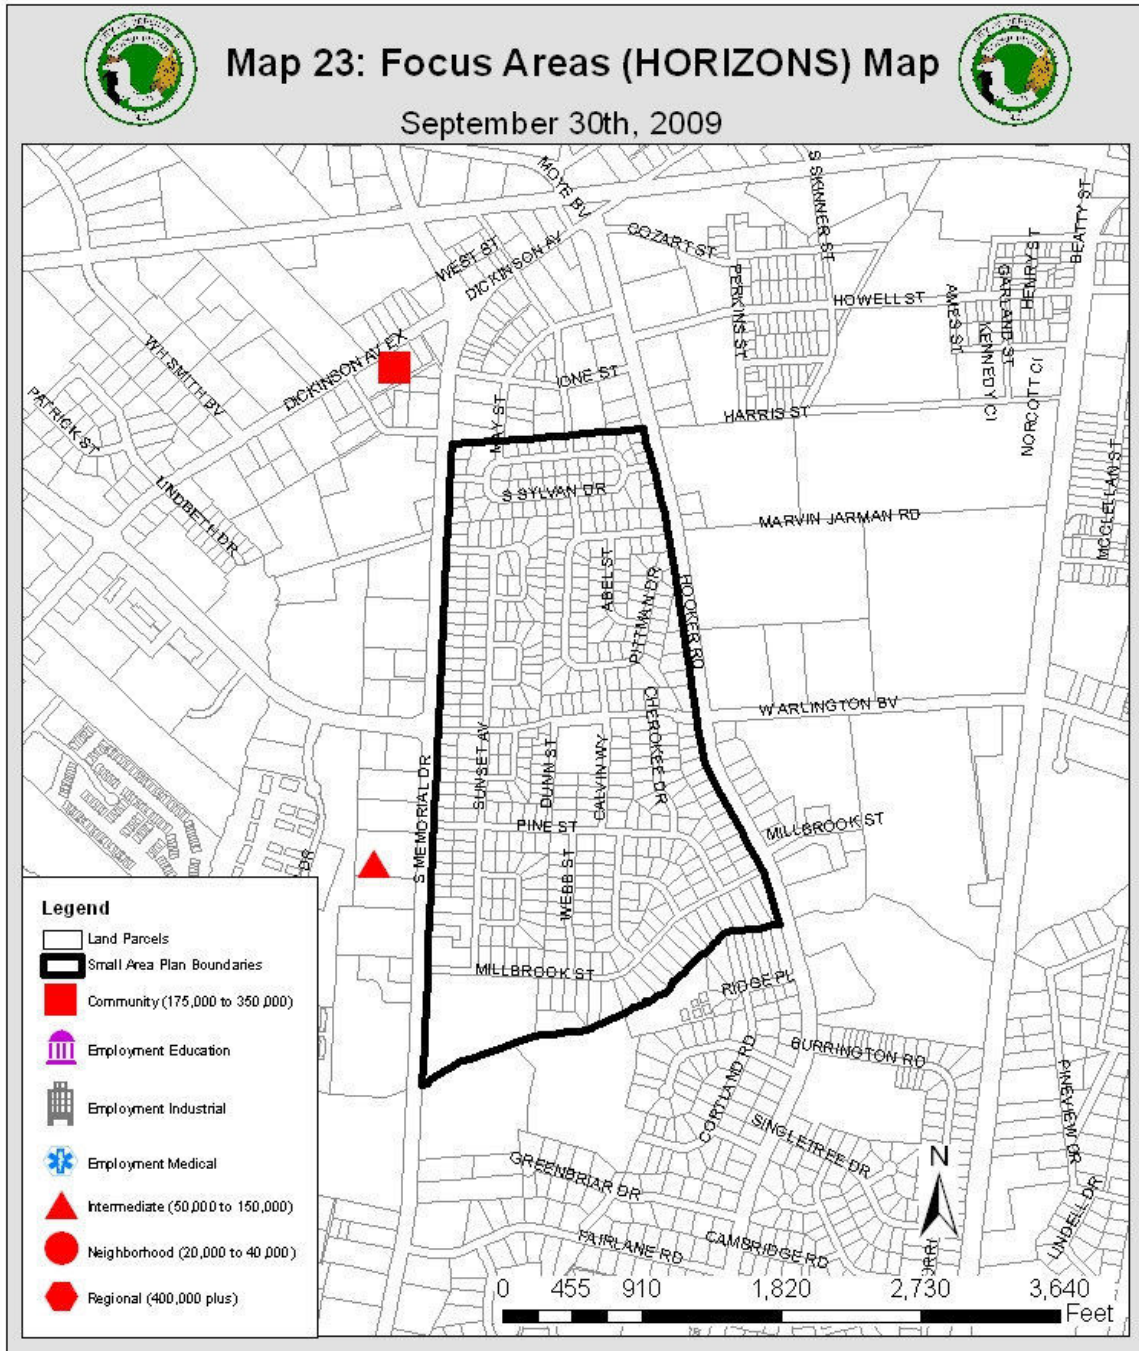 Map 23: Focus Areas (HORIZONS) Map
September 30th, 2009
MOYE BV
S SKINNER ST
BEATTY ST
COZART ST
WEST ST
DICKINSON AV
PERKINS ST
HENRY ST
GARLAND ST
HOWELL ST
AMES ST
KENNEDY CI
WH SMITH BV
DICKINSON AV EX
IONE ST
NORCOTT CI
PATRICK ST
MAY ST
HARRIS ST
LINDBETH DR
S SYLVAN DR
MARVIN JARMAN RD
MCCLELLAN ST
ABEL ST
PITTMAN DR
HOOKER RD
W ARLINGTON BV
CHEROKEE DR
SUNSET AV
DUNN ST
CALVIN WY
S MEMORIAL DR
PINE ST
MILLBROOK ST
DR
WEBB ST
MILLBROOK ST
RIDGE PL
BURRINGTON RD
CORTLAND RD
PINEVIEW DR
SINGLETREE DR
GREENBRIAR DR
LINDELL DR
FAIRLANE RD
CAMBRIDGE RD
N
Legend
Land Parcels
Small Area Plan Boundaries
Community (175,000 to 350,000)
Employment Education
Employment Industrial
Employment Medical
Intermediate (50,000 to 150,000)
Neighborhood (20,000 to 40,000)
Regional (400,000 plus)
0 455 910 1,820 2,730 3,640
Feet